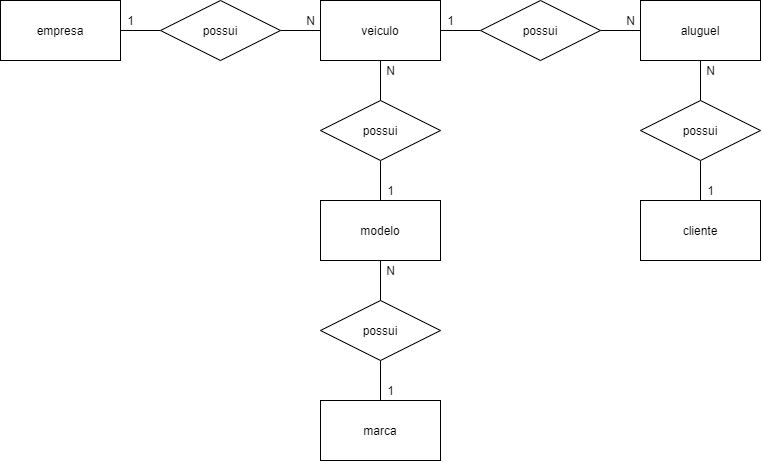 empresa
1
possui
N
veiculo
1
possui
N
aluguel
N
possui
1
modelo
N
possui
1
marca
N
possui
1
cliente